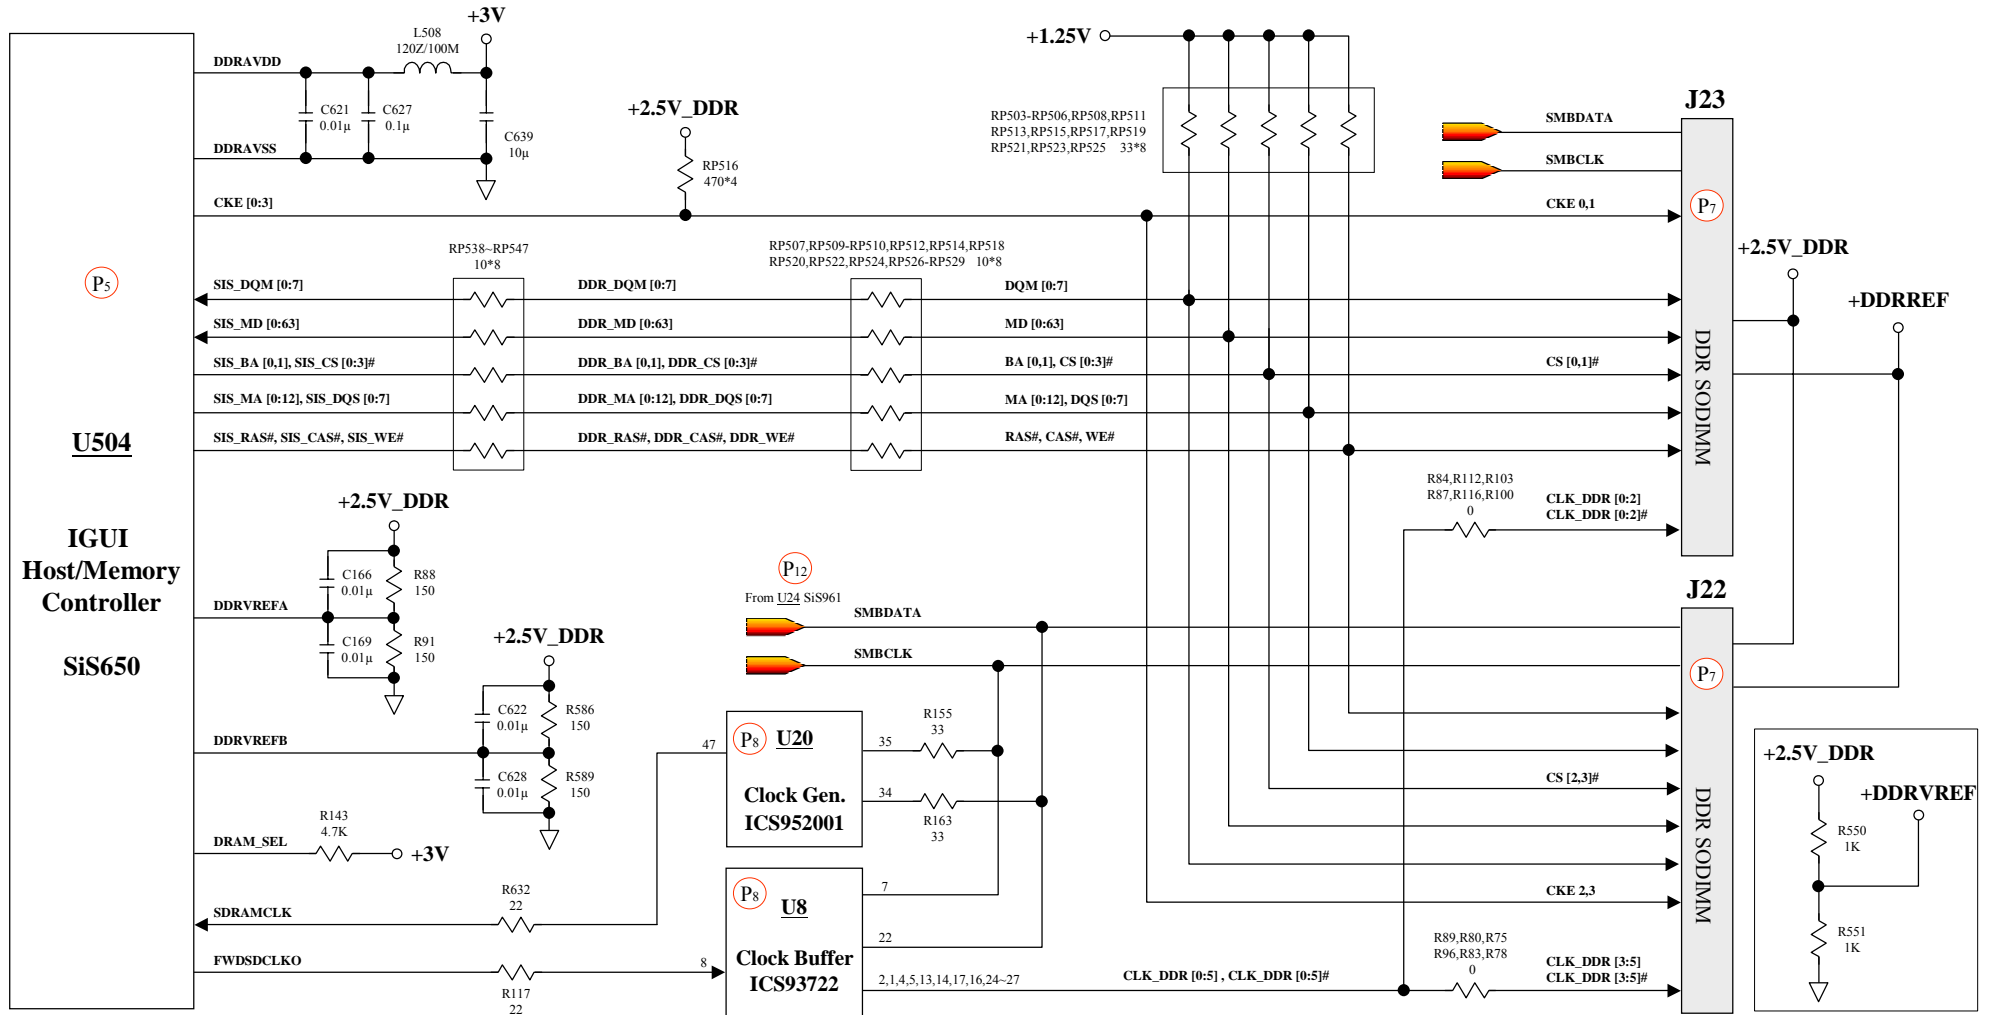 +3V
L508
120Z/100M
DDRAVDD
C621
0.01μ
C627
0.1μ
C639
10μ
DDRAVSS
+2.5V_DDR
RP516
470*4
CKE [0:3]
+1.25V
RP503-RP506,RP508,RP511
RP513,RP515,RP517,RP519
RP521,RP523,RP525 33*8
J23
SMBDATA
SMBCLK
CKE 0,1
P7
+2.5V_DDR
+DDRREF
P5
RP538~RP547
10*8
RP507,RP509-RP510,RP512,RP514,RP518
RP520,RP522,RP524,RP526-RP529 10*8
SIS_DQM [0:7]
DDR_DQM [0:7]
DQM [0:7]
SIS_MD [0:63]
DDR_MD [0:63]
MD [0:63]
SIS_BA [0,1], SIS_CS [0:3]#
DDR_BA [0,1], DDR_CS [0:3]#
BA [0,1], CS [0:3]#
CS [0,1]#
SIS_MA [0:12], SIS_DQS [0:7]
DDR_MA [0:12], DDR_DQS [0:7]
MA [0:12], DQS [0:7]
SIS_RAS#, SIS_CAS#, SIS_WE#
DDR_RAS#, DDR_CAS#, DDR_WE#
RAS#, CAS#, WE#
DDR SODIMM
U504
IGUI
Host/Memory
Controller
SiS650
R84,R112,R103
R87,R116,R100
0
CLK_DDR [0:2]
CLK_DDR [0:2]#
+2.5V_DDR
C166
0.01μ
R88
150
DDRVREFA
C169
0.01μ
R91
150
+2.5V_DDR
C622
0.01μ
R586
150
DDRVREFB
C628
0.01μ
R589
150
P12
From U24 SiS961
SMBDATA
SMBCLK
J22
P7
47
P8
U20
Clock Gen.
ICS952001
35
R155
33
34
R163
33
CS [2,3]#
DDR SODIMM
CKE 2,3
+2.5V_DDR
+DDRVREF
R550
1K
R551
1K
R143
4.7K
DRAM_SEL
+3V
R632
22
SDRAMCLK
FWDSDCLKO
R117
22
8
P8
U8
Clock Buffer
ICS93722
7
22
2,1,4,5,13,14,17,16,24~27
CLK_DDR [0:5] , CLK_DDR [0:5]#
R89,R80,R75
R96,R83,R78
0
CLK_DDR [3:5]
CLK_DDR [3:5]#